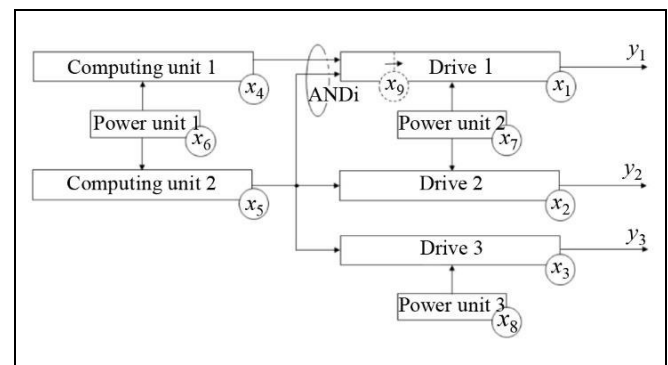 Computing unit 1
x4
ANDi
x9
Drive 1
x1
y1
Power unit 1
x6
Power unit 2
x7
Computing unit 2
x5
Drive 2
x2
y2
Drive 3
x3
y3
Power unit 3
x8